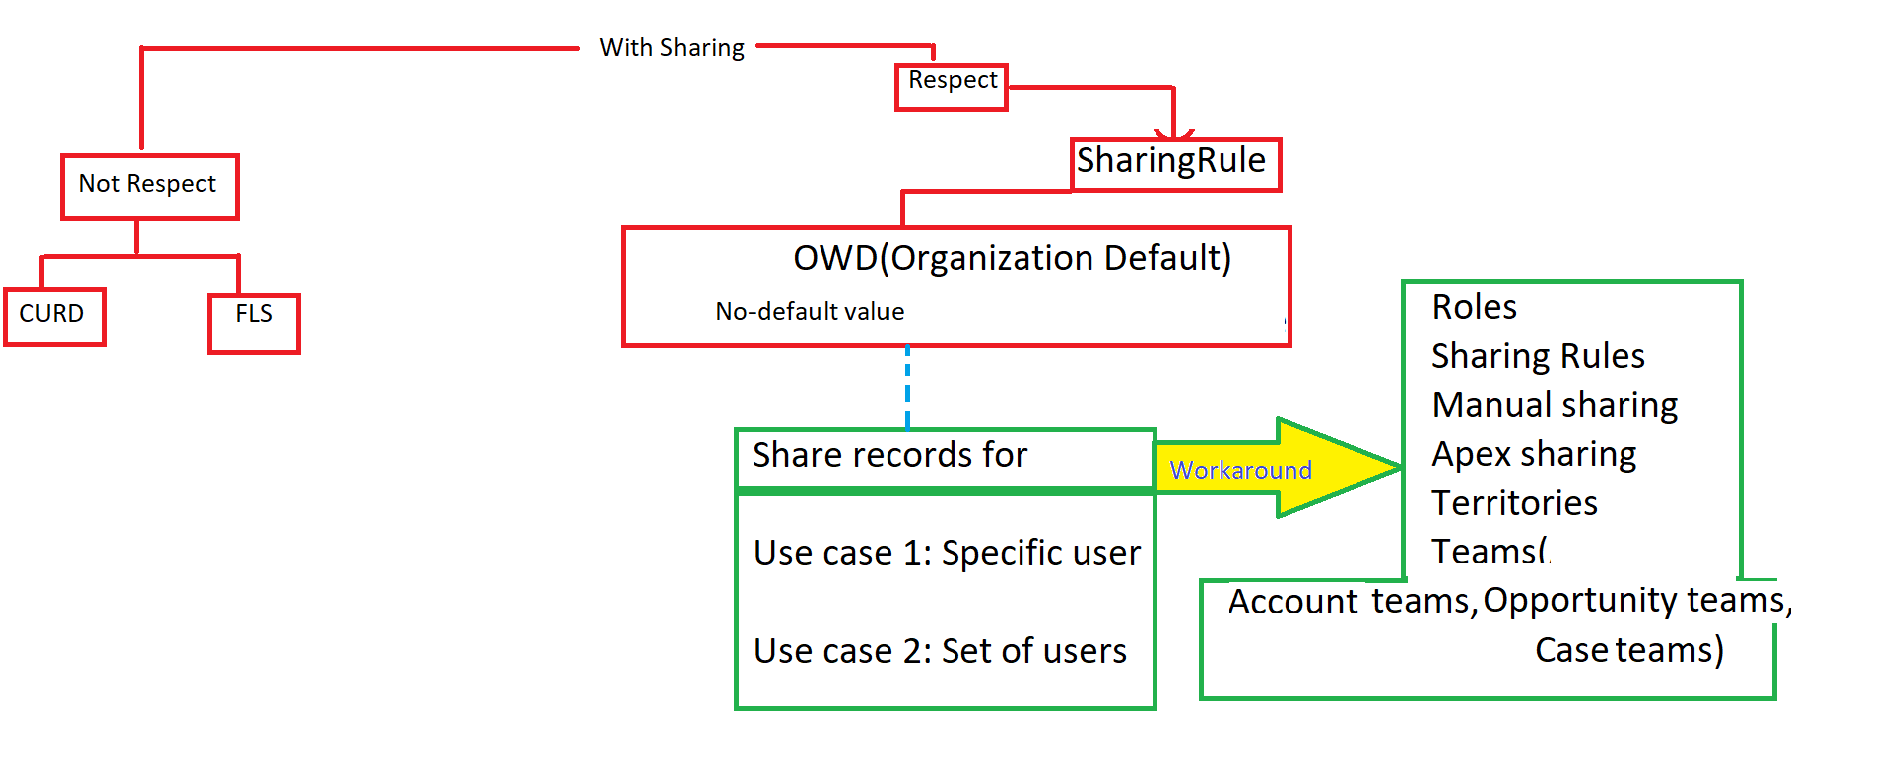 With Sharing
Respect
SharingRule
Not Respect
CURD
FLS
OWD(Organization Default)
No-default value
Share records for
Use case 1: Specific user
Use case 2: Set of users
Workaround
Roles
Sharing Rules
Manual sharing
Apex sharing
Territories
Teams(
Account teams, Opportunity teams,
Case teams)